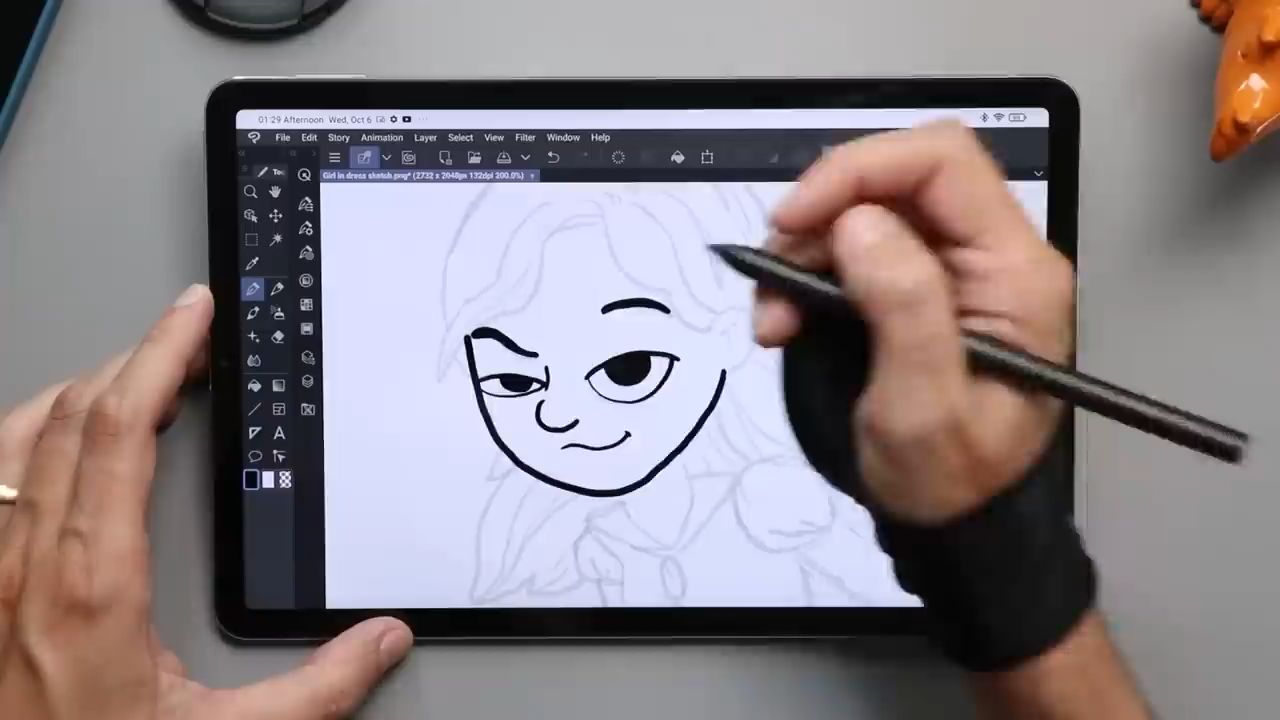 01:29 Afternoon Wed, Oct 6 ···
File Edit Story Animation Layer Select View Filter Window Help
Girl in dress sketch.png* (2732 x 2048px 132dpi 200.0%)
A